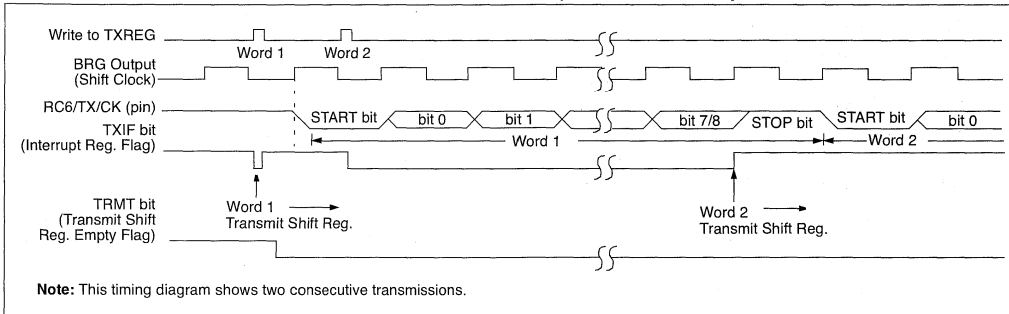 Write to TXREG
Word 1
Word 2
BRG Output
(Shift Clock)
RC6/TX/CK (pin)
START bit
bit 0
bit 1
bit 7/8
STOP bit
START bit
bit 0
TXIF bit
(Interrupt Reg. Flag)
Word 1
Word 2
TRMT bit
(Transmit Shift
Reg. Empty Flag)
Word 1
Transmit Shift Reg.
Word 2
Transmit Shift Reg.
Note: This timing diagram shows two consecutive transmissions.